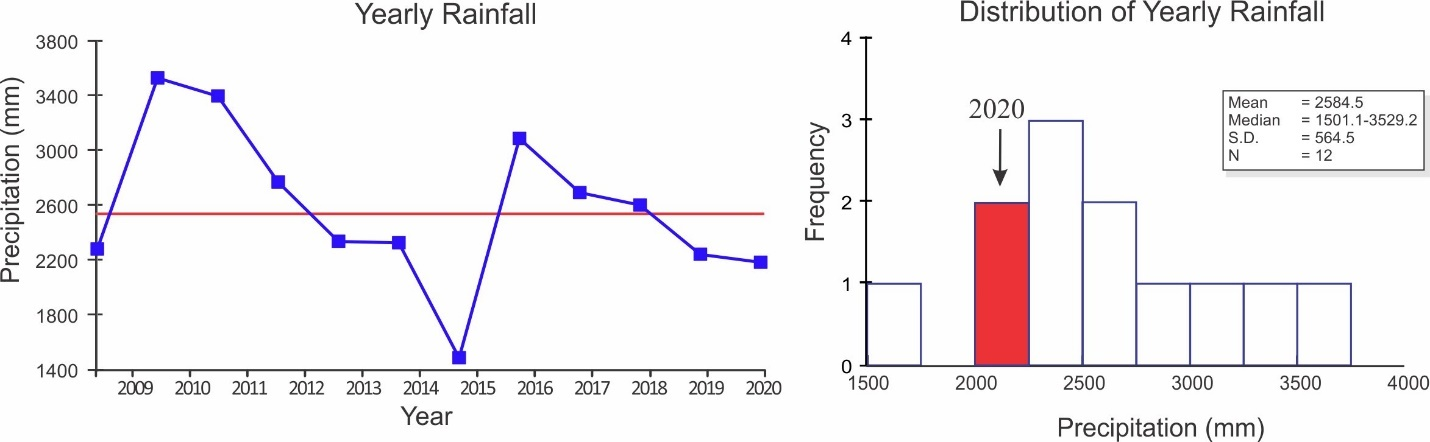 Yearly Rainfall
Precipitation (mm)
3800
3400
3000
2600
2200
1800
1400
2009 2010 2011 2012 2013 2014 2015 2016 2017 2018 2019 2020
Year
Distribution of Yearly Rainfall
Frequency
4
3
2
1
0
2020
Mean = 2584.5
Median = 1501.1-3529.2
S.D. = 564.5
N = 12
1500 2000 2500 3000 3500 4000
Precipitation (mm)